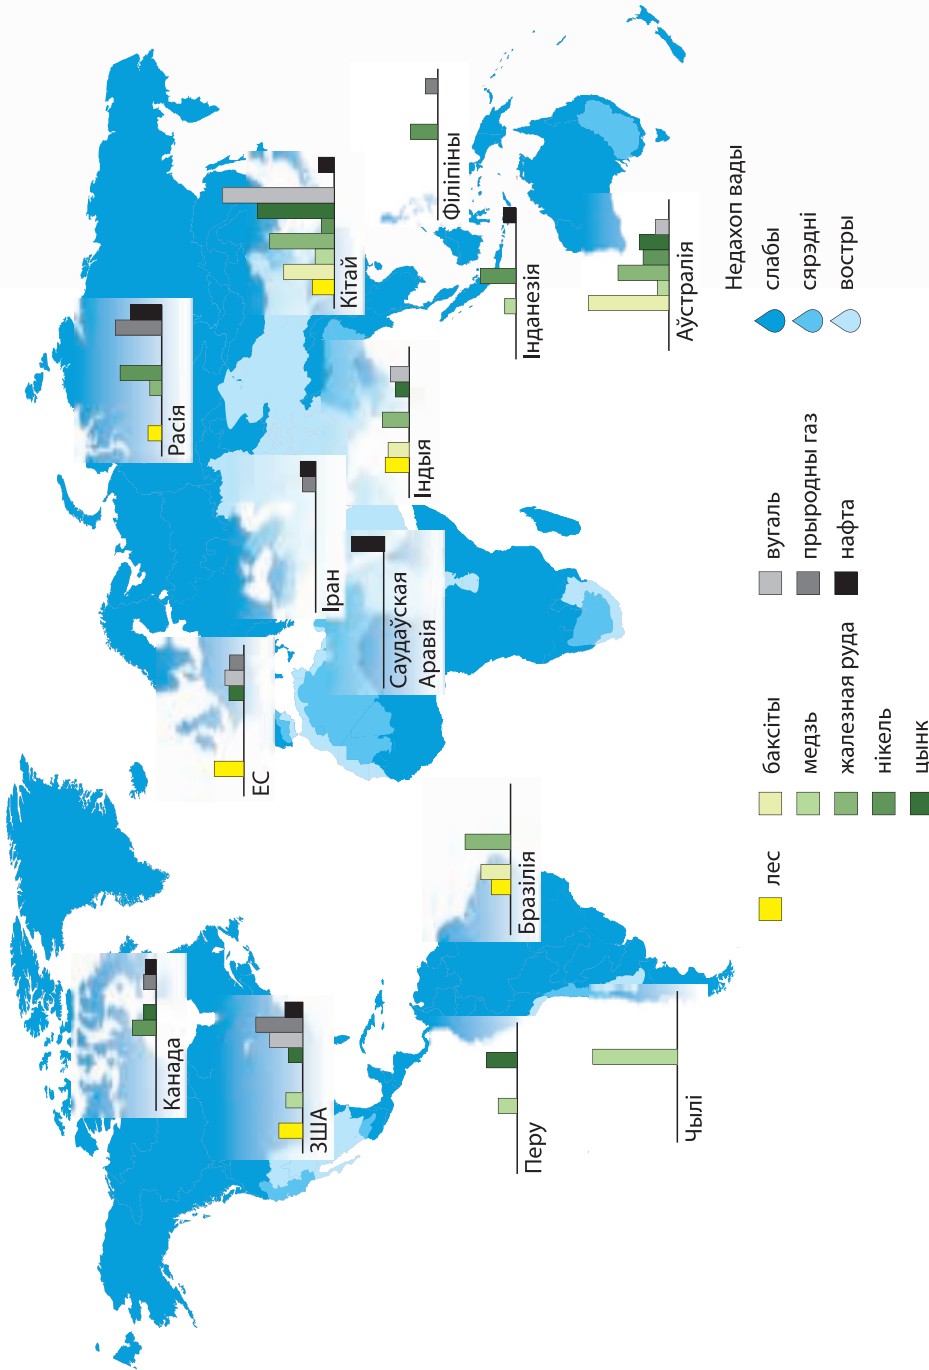 Канада
ЗША
Перу
Чылі
Бразілія
ЕС
Саудаўская
Аравія
Іран
Расія
Індыя
Кітай
Філіпіны
Інданезія
Аўстралія
лес
баксіты
медзь
жалезная руда
нікель
цынк
вугаль
прыродны газ
нафта
Недахоп вады
слабы
сярэдні
востры